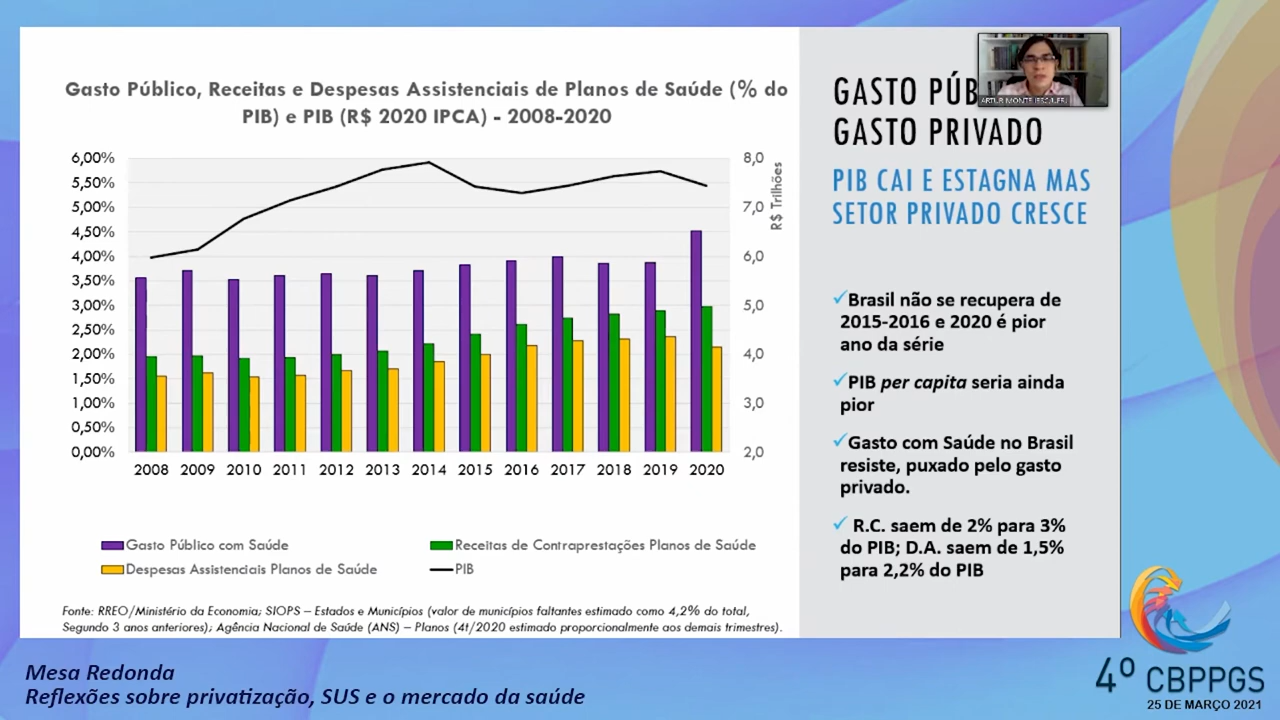 Gasto Público, Receitas e Despesas Assistenciais de Planos de Saúde (% do
PIB) e PIB (R$ 2020 IPCA) - 2008-2020
6,00%
5,50%
5,00%
4,50%
4,00%
3,50%
3,00%
2,50%
2,00%
1,50%
1,00%
0,50%
0,00%
8,0
7,0
6,0
5,0
4,0
3,0
2,0
R$ Trilhões
2008 2009 2010 2011 2012 2013 2014 2015 2016 2017 2018 2019 2020
Gasto Público com Saúde
Receitas de Contraprestações Planos de Saúde
Despesas Assistenciais Planos de Saúde
PIB
Fonte: RREO/Ministério da Economia; SIOPS – Estados e Municípios (valor de municípios faltantes estimado como 4,2% do total,
Segundo 3 anos anteriores); Agência Nacional de Saúde (ANS) – Planos (4t/2020 estimado proporcionalmente aos demais trimestres).
GASTO PÚB
GASTO PRIVADO
PIB CAI E ESTAGNA MAS
SETOR PRIVADO CRESCE
Brasil não se recupera de
2015-2016 e 2020 é pior
ano da série
PIB per capita seria ainda
pior
Gasto com Saúde no Brasil
resiste, puxado pelo gasto
privado.
R.C. saem de 2% para 3%
do PIB; D.A. saem de 1,5%
para 2,2% do PIB
Mesa Redonda
Reflexões sobre privatização, SUS e o mercado da saúde
4º CBPPGS
25 DE MARÇO 2021